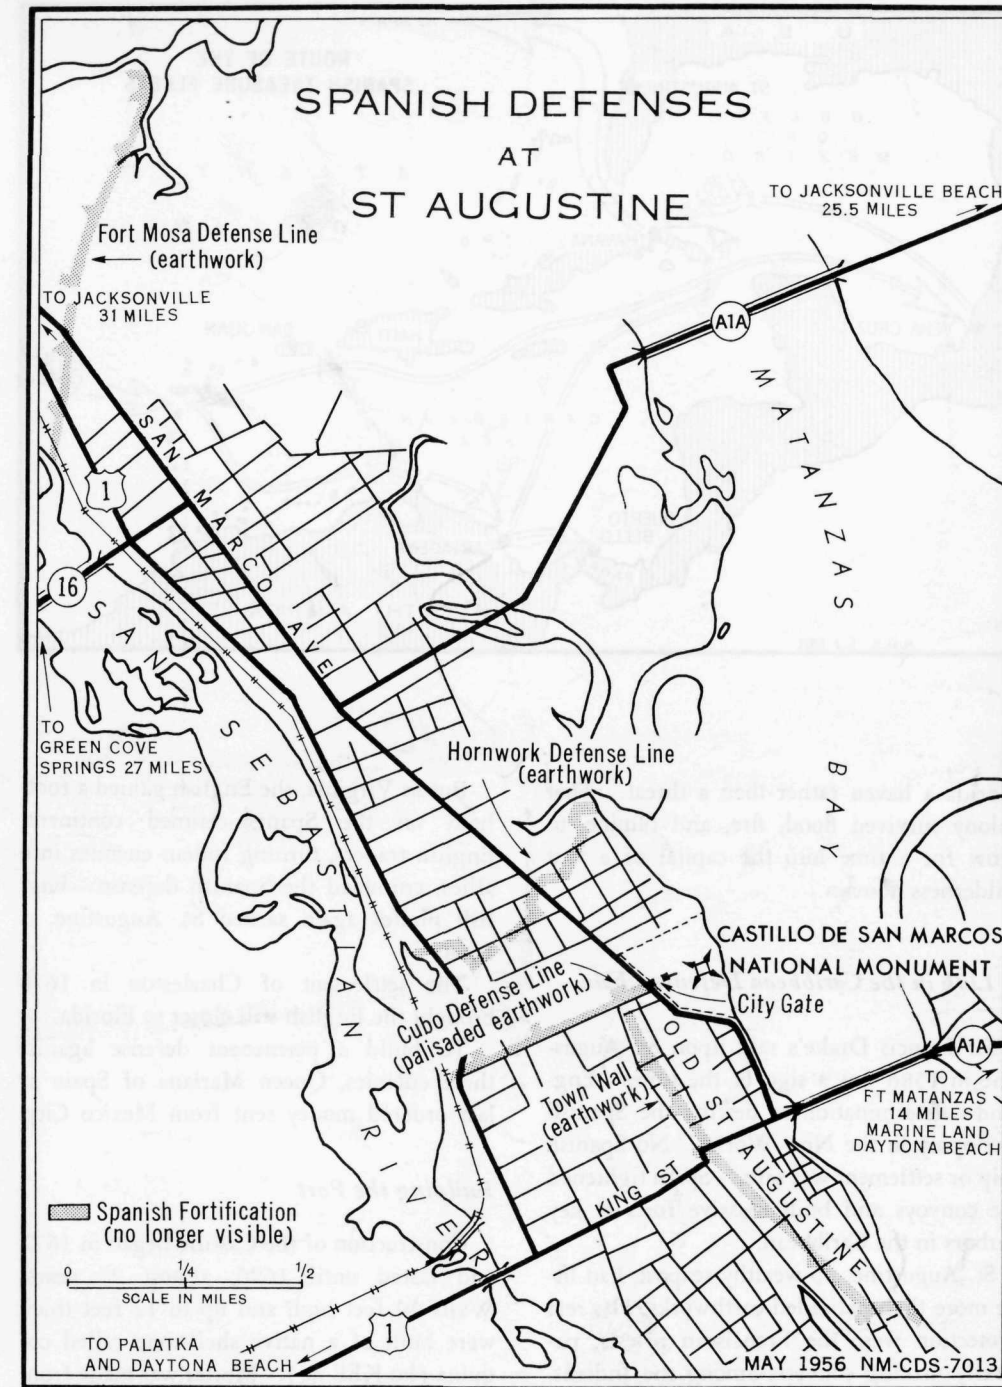 SPANISH DEFENSES
AT
ST AUGUSTINE
TO JACKSONVILLE BEACH
25.5 MILES
Fort Mosa Defense Line
(earthwork)
TO JACKSONVILLE
31 MILES
A1A
MATANZAS BAY
SAN MARCO AVE
1
16
SAN SEBASTIAN RIVER
TO
GREEN COVE
SPRINGS 27 MILES
Hornwork Defense Line
(earthwork)
CASTILLO DE SAN MARCOS
NATIONAL MONUMENT
City Gate
Cubo Defense Line
(palisaded earthwork)
OLD ST AUGUSTINE
Town Wall
(earthwork)
A1A
TO
FT MATANZAS
14 MILES
MARINE LAND
DAYTONA BEACH
KING ST
Spanish Fortification
(no longer visible)
0 1/4 1/2
SCALE IN MILES
1
TO PALATKA
AND DAYTONA BEACH
MAY 1956 NM-CDS-7013